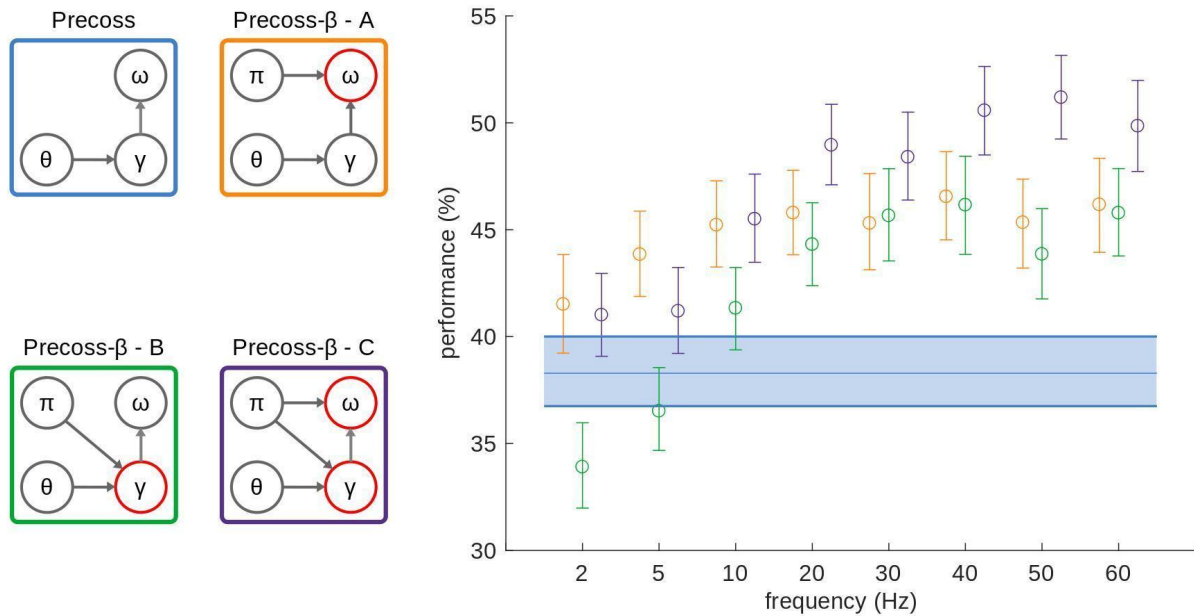 Precoss
ω
θ
γ
Precoss-β - A
π
ω
θ
γ
Precoss-β - B
π
ω
θ
γ
Precoss-β - C
π
ω
θ
γ
performance (%)
55
50
45
40
35
30
2 5 10 20 30 40 50 60
frequency (Hz)